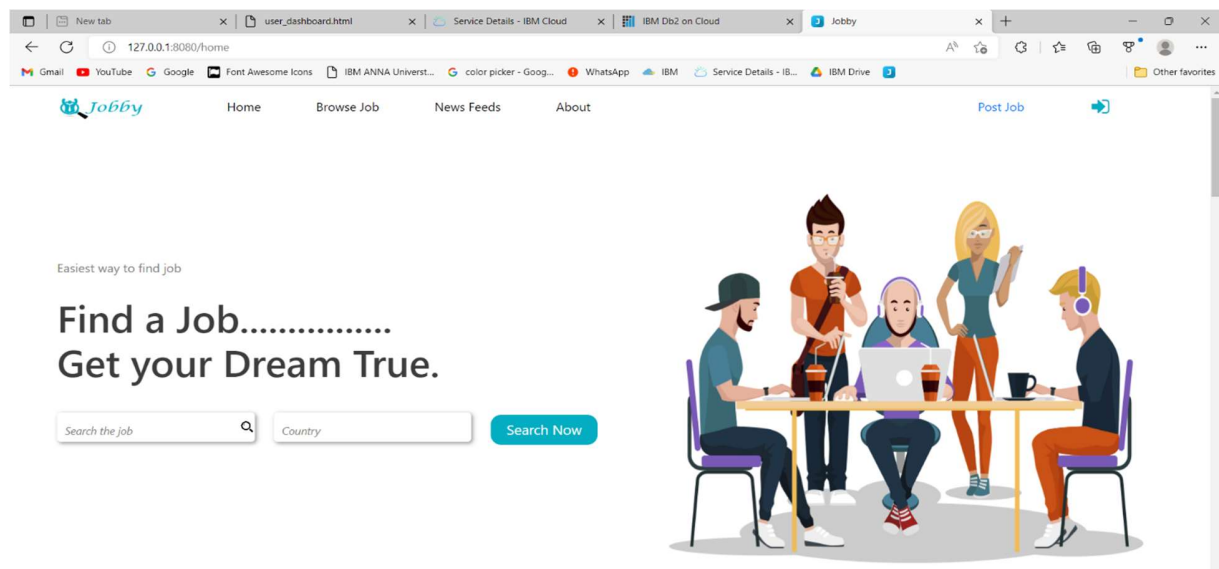 New tab
user_dashboard.html
Service Details - IBM Cloud
IBM Db2 on Cloud
Jobby
127.0.0.1:8080/home
Gmail YouTube Google Font Awesome Icons IBM ANNA Universt... color picker - Goog... WhatsApp IBM Service Details - IB... IBM Drive Other favorites
Jobby Home Browse Job News Feeds About Post Job
Easiest way to find job
Find a Job...............
Get your Dream True.
Search the job Country Search Now